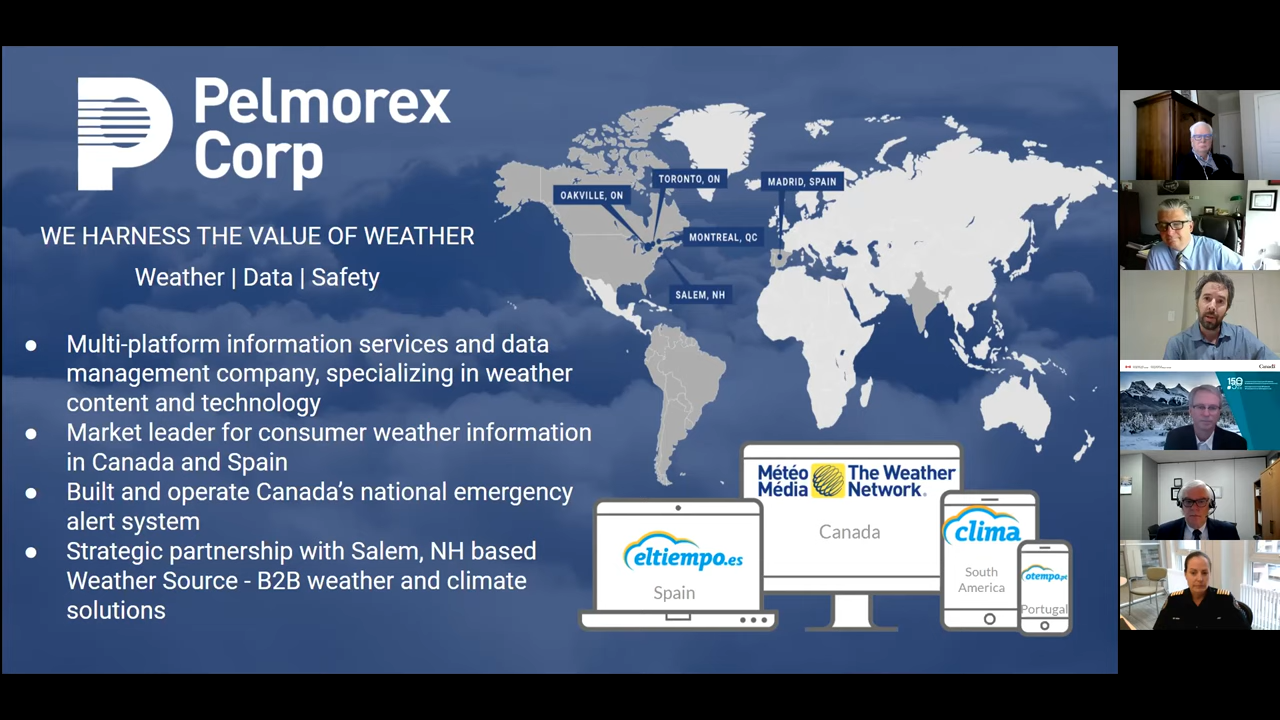 Pelmorex
Corp
WE HARNESS THE VALUE OF WEATHER
Weather | Data | Safety
● Multi-platform information services and data
management company, specializing in weather
content and technology
● Market leader for consumer weather information
in Canada and Spain
● Built and operate Canada’s national emergency
alert system
● Strategic partnership with Salem, NH based
Weather Source - B2B weather and climate
solutions
OAKVILLE, ON
TORONTO, ON
MADRID, SPAIN
MONTREAL, QC
SALEM, NH
Météo
Média
The Weather
Network
Canada
eltiempo.es
Spain
clima
South
America
otempo.pt
Portugal
Canada
150